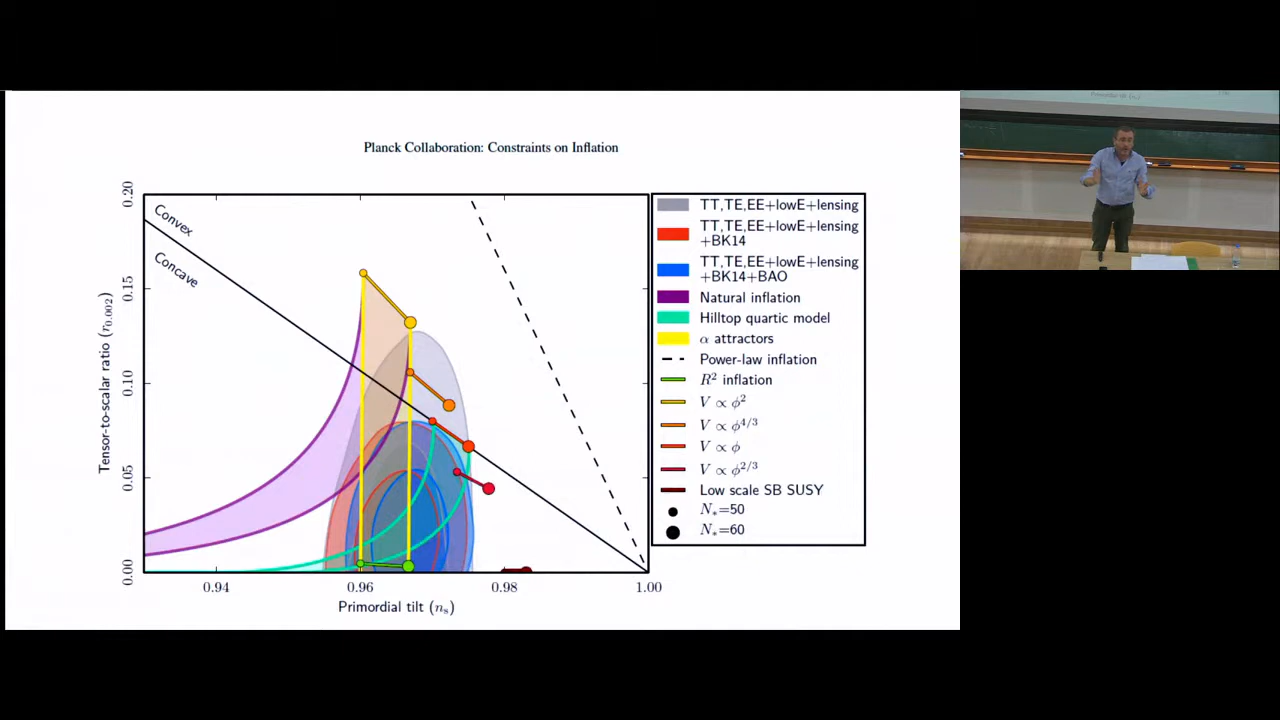 Planck Collaboration: Constraints on Inflation
Convex
Concave
Tensor-to-scalar ratio (r₀.₀₀₂)
0.20
0.15
0.10
0.05
0.00
0.94
0.96
0.98
1.00
Primordial tilt (nₛ)
TT,TE,EE+lowE+lensing
TT,TE,EE+lowE+lensing
+BK14
TT,TE,EE+lowE+lensing
+BK14+BAO
Natural inflation
Hilltop quartic model
α attractors
Power-law inflation
R² inflation
V ∝ φ²
V ∝ φ^{4/3}
V ∝ φ
V ∝ φ^{2/3}
Low scale SB SUSY
N*=50
N*=60